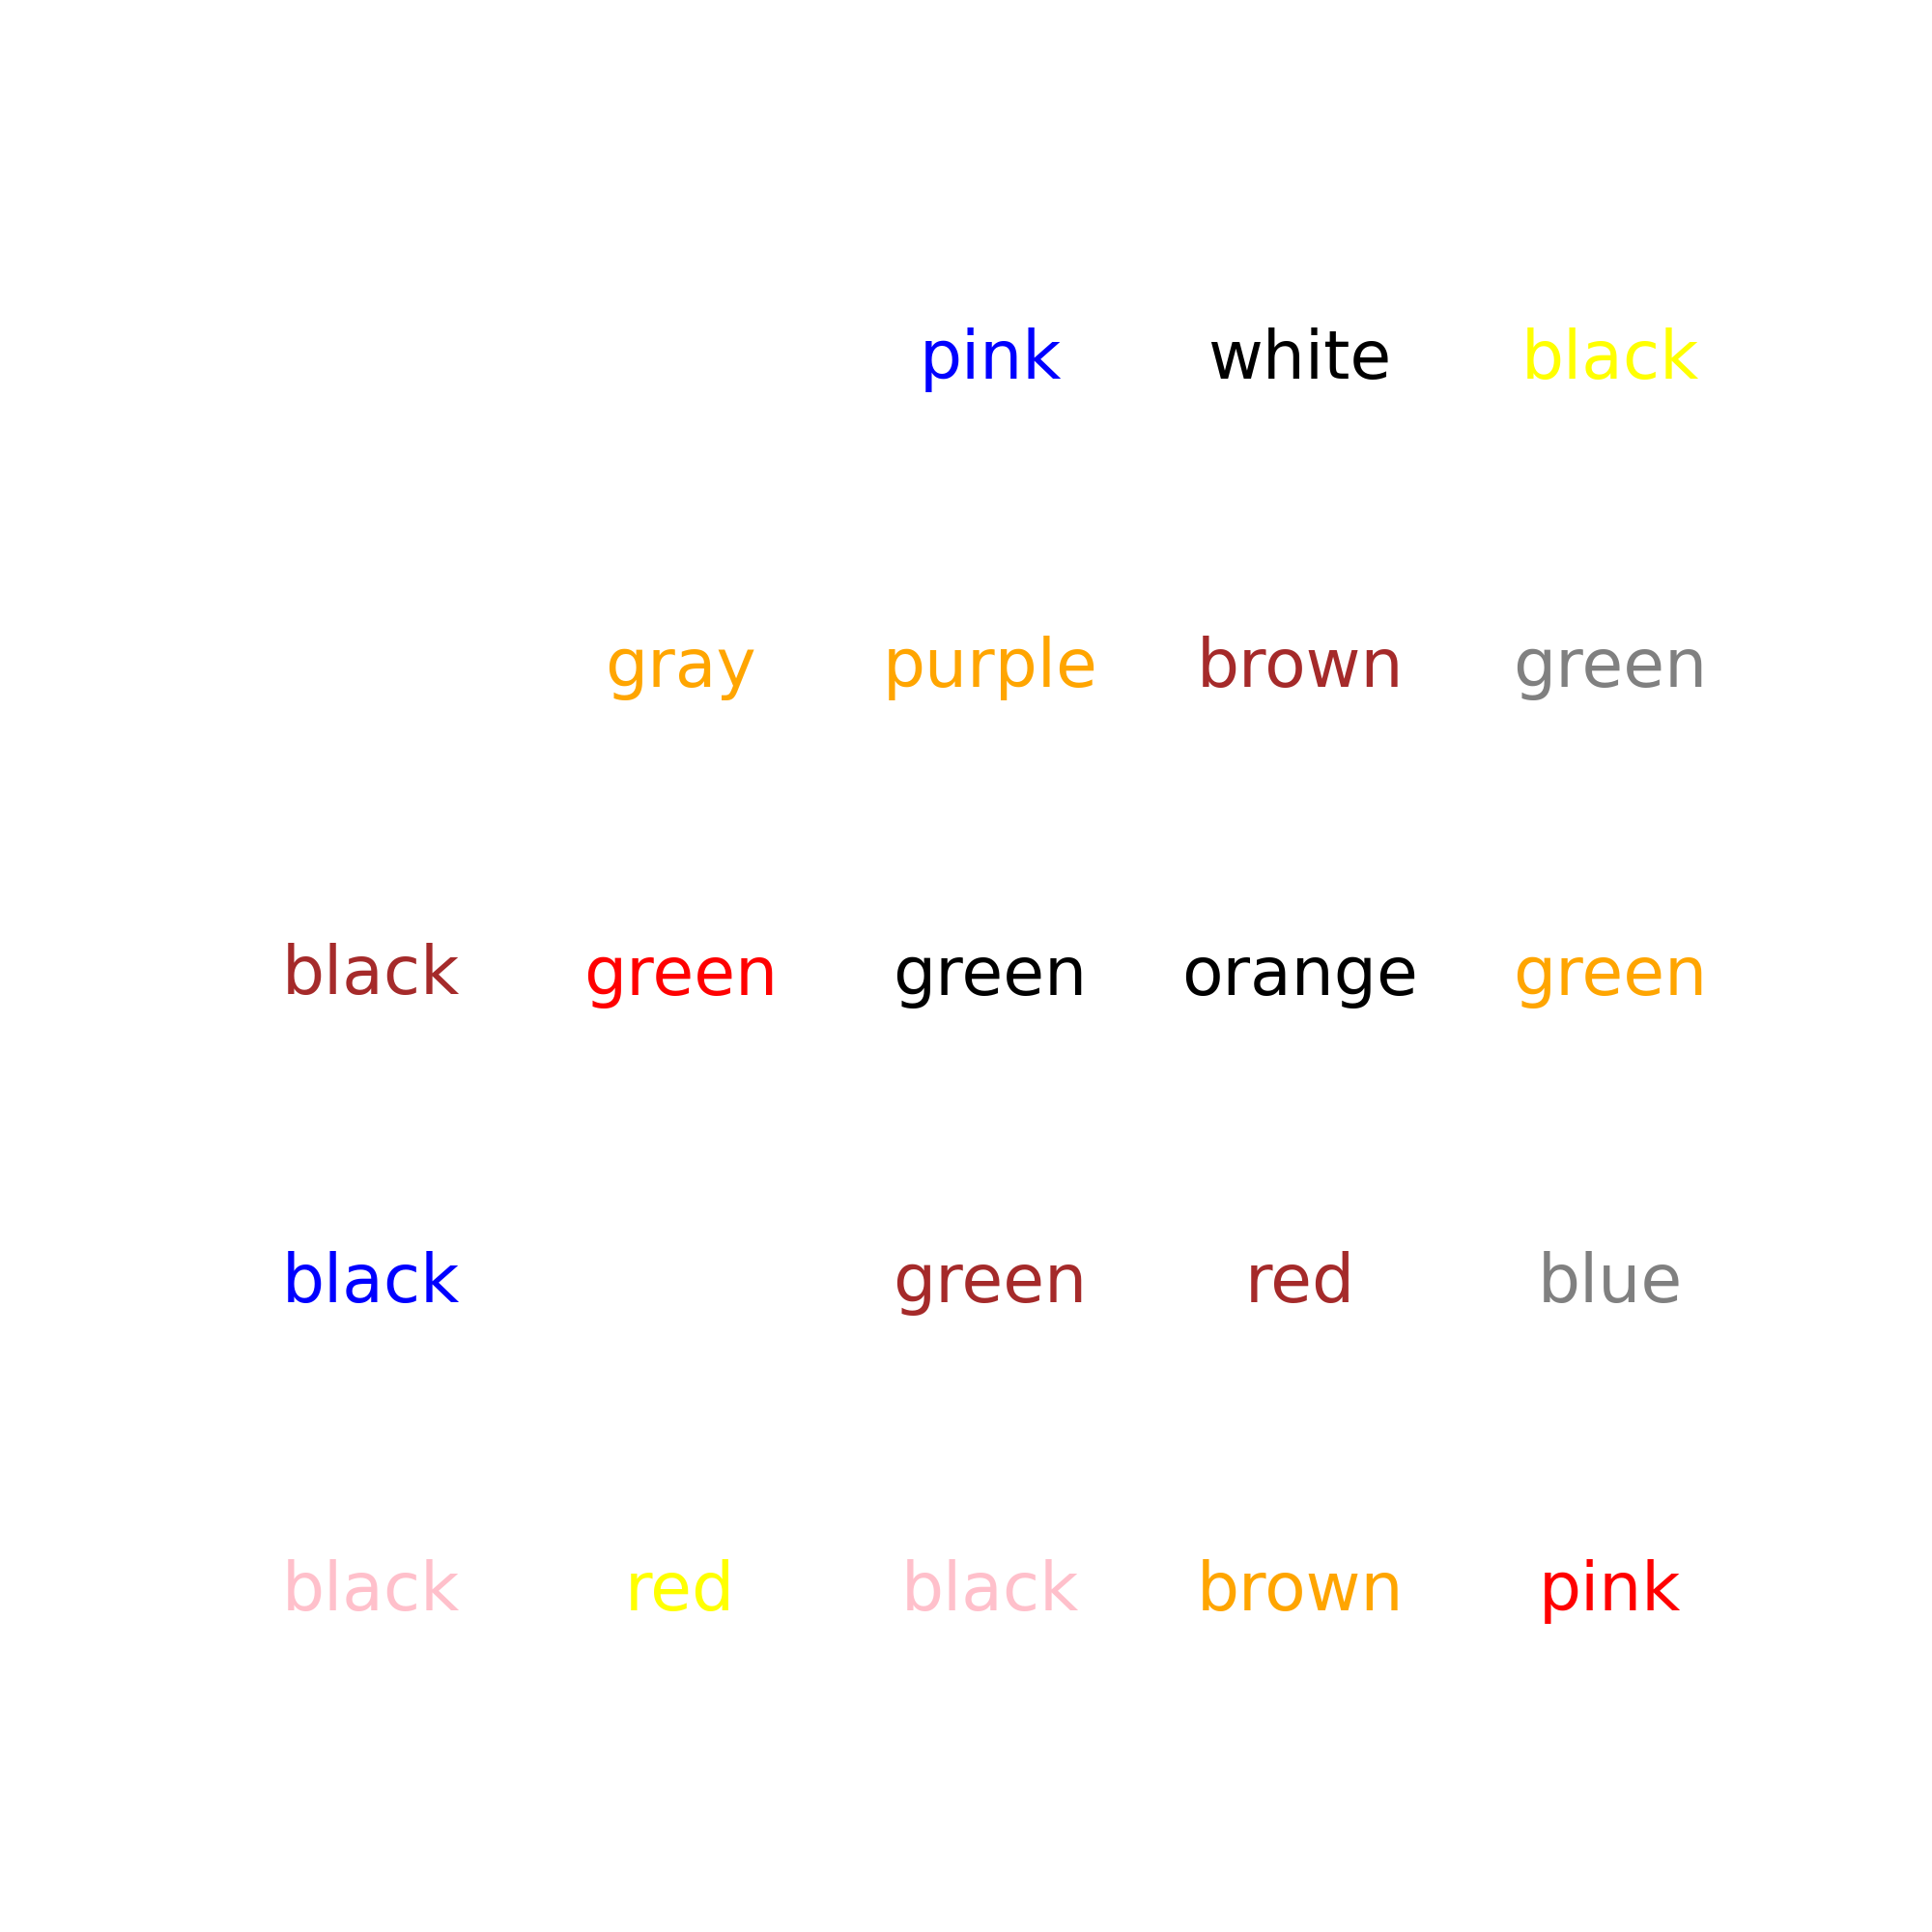 pink white black
gray purple brown green
black green green orange green
black green red blue
black red black brown pink